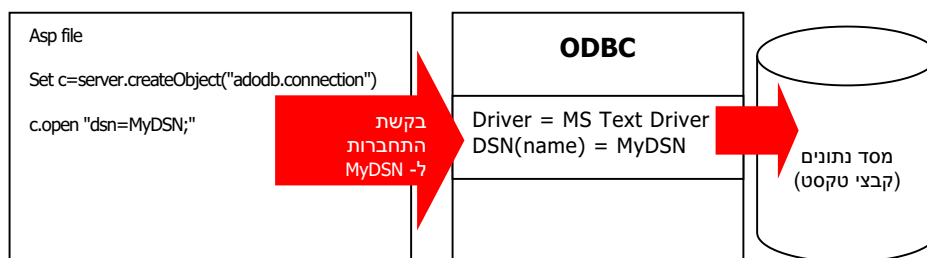 Asp file
Set c=server.createObject("adodb.connection")
c.open "dsn=MyDSN;"
בקשת
התחברות
ל- MyDSN
ODBC
Driver = MS Text Driver
DSN(name) = MyDSN
מסד נתונים
(קבצי טקסט)